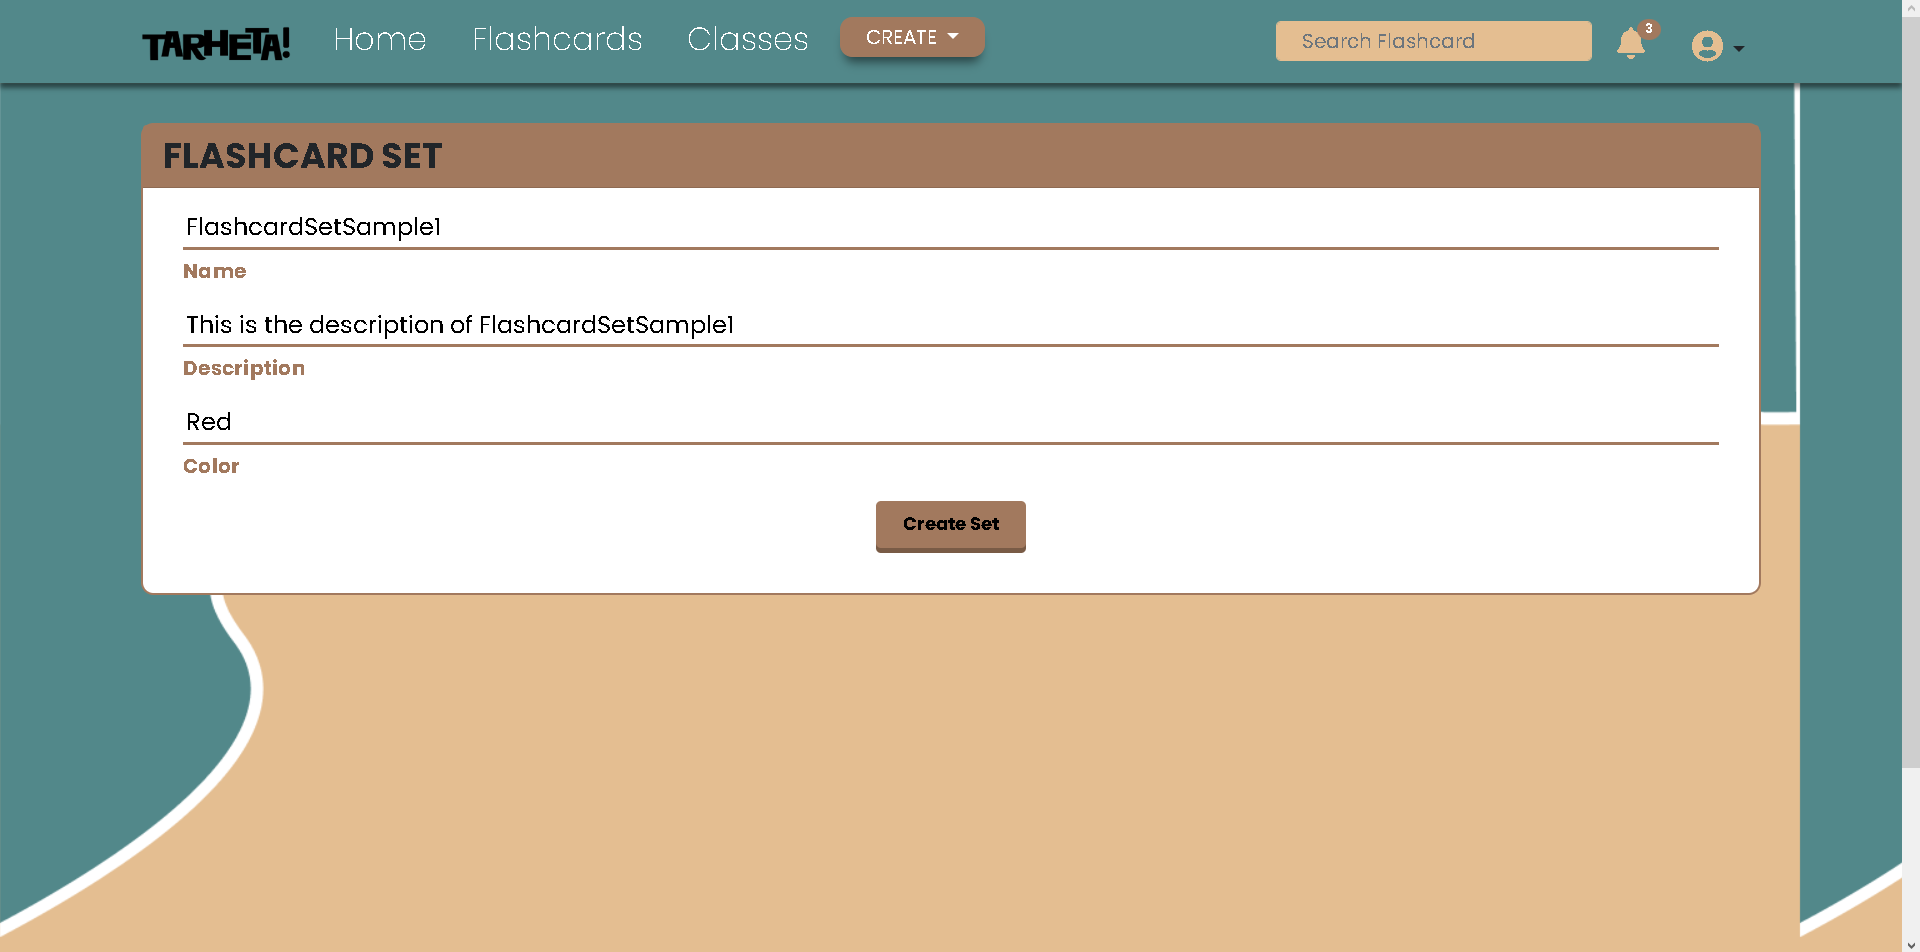 TARHETA!
Home
Flashcards
Classes
CREATE
Search Flashcard
3
FLASHCARD SET
FlashcardSetSample1
Name
This is the description of FlashcardSetSample1
Description
Red
Color
Create Set